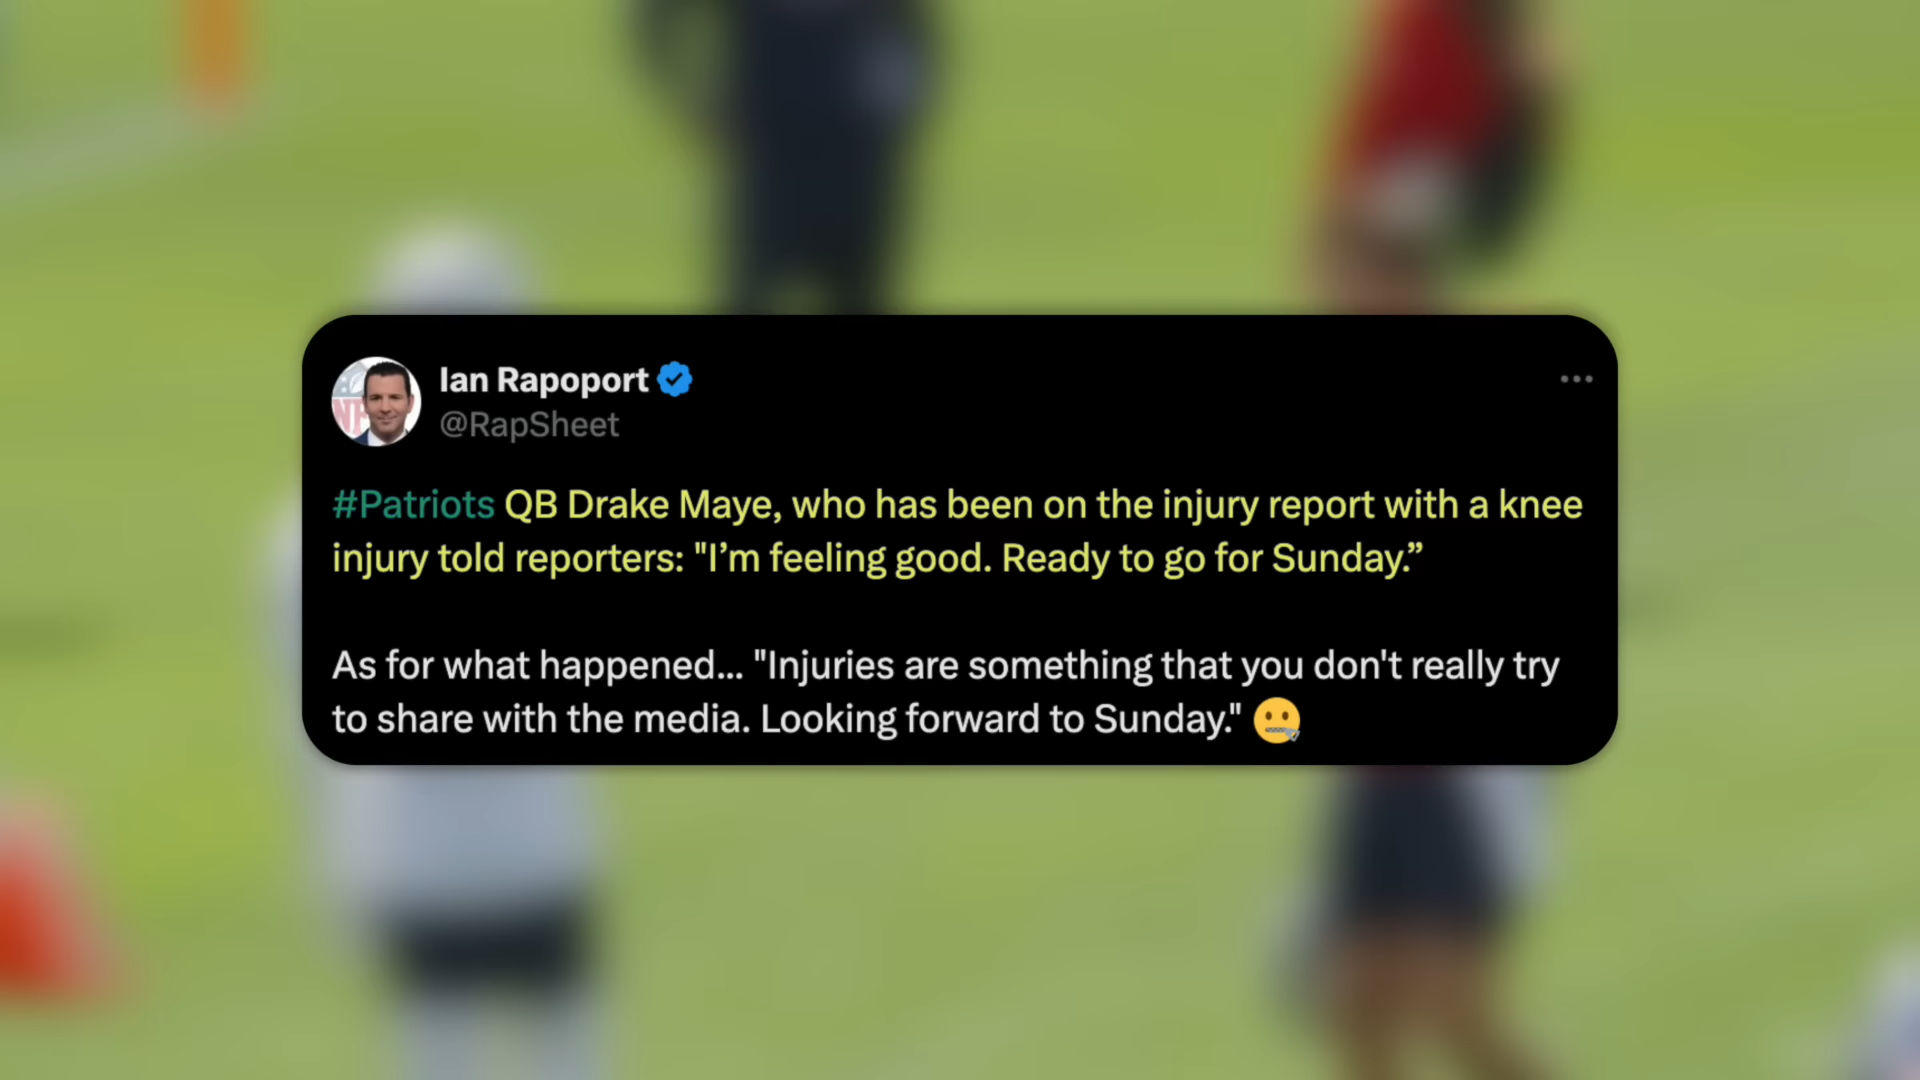 Ian Rapoport
@RapSheet
#Patriots QB Drake Maye, who has been on the injury report with a knee
injury told reporters: "I’m feeling good. Ready to go for Sunday.”
As for what happened... "Injuries are something that you don't really try
to share with the media. Looking forward to Sunday." 🤐